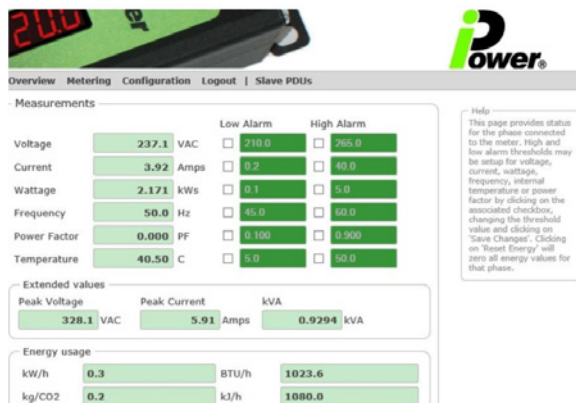 20.0
er
iPower®
Overview Metering Configuration Logout | Slave PDUs
Measurements
Low Alarm High Alarm
Voltage 237.1 VAC 210.0 265.0
Current 3.92 Amps 0.2 40.0
Wattage 2.171 kWs 0.1 5.0
Frequency 50.0 Hz 45.0 60.0
Power Factor 0.000 PF 0.100 0.900
Temperature 40.50 C 5.0 50.0
Extended values
Peak Voltage Peak Current kVA
328.1 VAC 5.91 Amps 0.9294 kVA
Energy usage
kW/h 0.3 BTU/h 1023.6
kg/CO2 0.2 kJ/h 1080.0
Help
This page provides status
for the phase connected
to the meter. High and
low alarm thresholds may
be setup for voltage,
current, wattage,
frequency, internal
temperature or power
factor by clicking on the
associated checkbox,
changing the threshold
value and clicking on
'Save Changes'. Clicking
on 'Reset Energy' will
zero all energy values for
that phase.